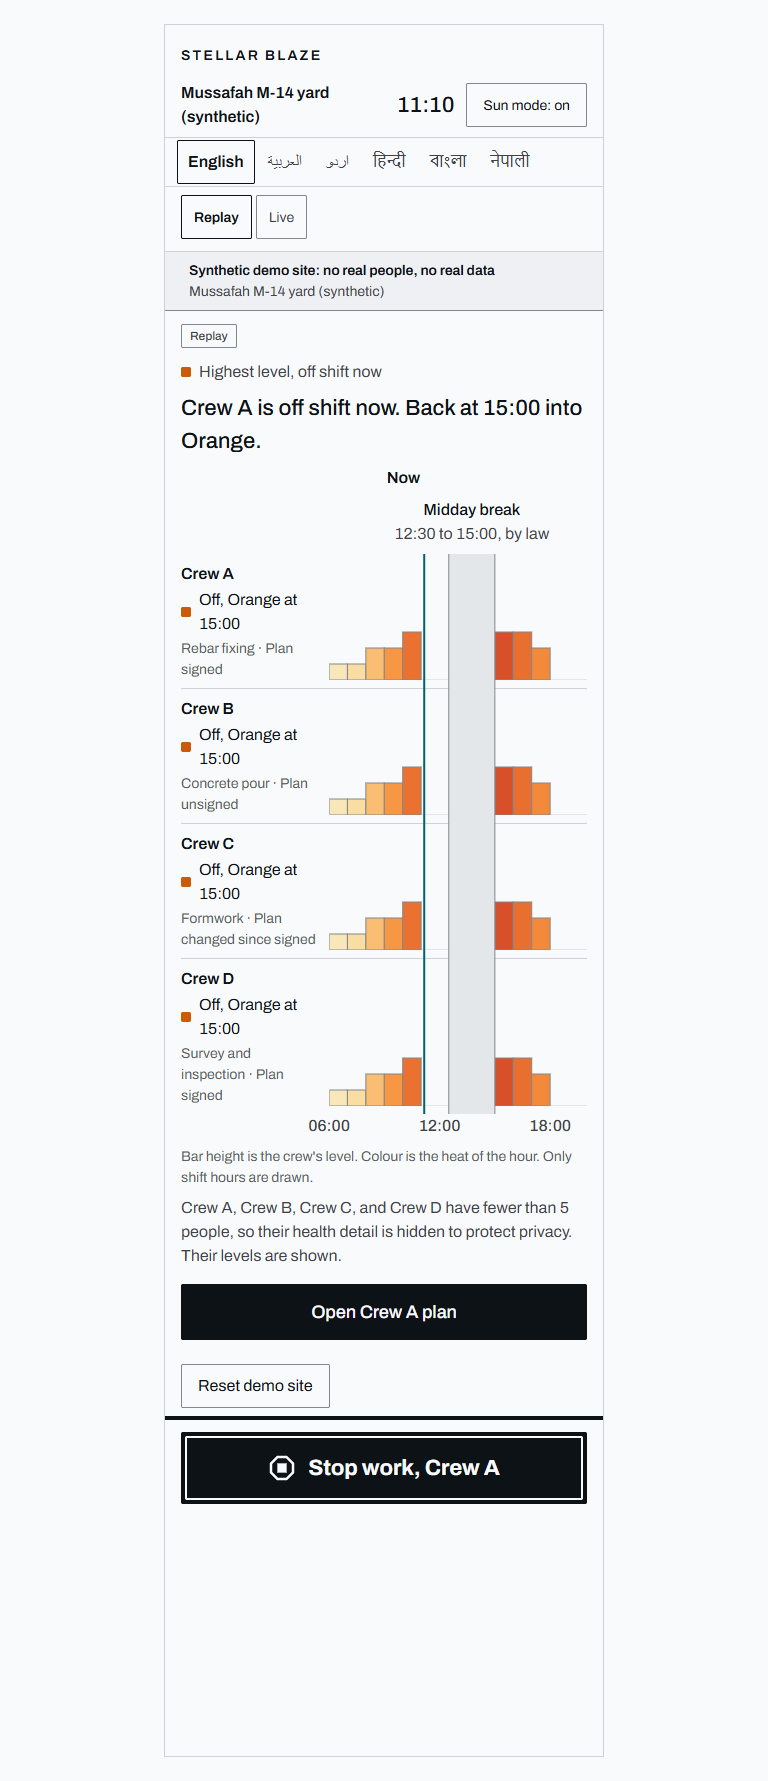 STELLAR BLAZE
Mussafah M-14 yard
(synthetic)
11:10
Sun mode: on
English العربية اردو हिन्दी বাংলা नेपाली
Replay Live
Synthetic demo site: no real people, no real data
Mussafah M-14 yard (synthetic)
Replay
Highest level, off shift now
Crew A is off shift now. Back at 15:00 into
Orange.
Now
Midday break
12:30 to 15:00, by law
Crew A
Off, Orange at
15:00
Rebar fixing · Plan
signed
Crew B
Off, Orange at
15:00
Concrete pour · Plan
unsigned
Crew C
Off, Orange at
15:00
Formwork · Plan
changed since signed
Crew D
Off, Orange at
15:00
Survey and
inspection · Plan
signed
06:00 12:00 18:00
Bar height is the crew's level. Colour is the heat of the hour. Only
shift hours are drawn.
Crew A, Crew B, Crew C, and Crew D have fewer than 5
people, so their health detail is hidden to protect privacy.
Their levels are shown.
Open Crew A plan
Reset demo site
Stop work, Crew A